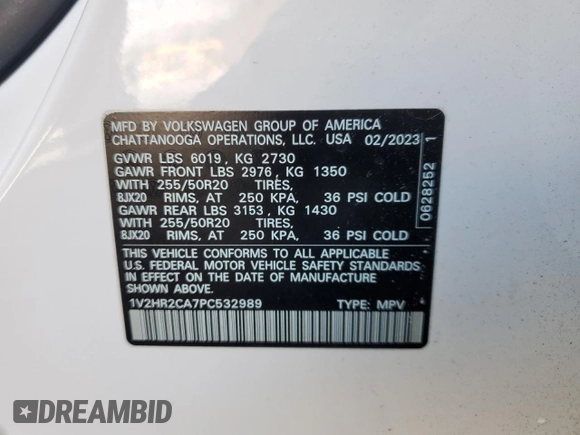 MFD BY VOLKSWAGEN GROUP OF AMERICA
CHATTANOOGA OPERATIONS, LLC. USA 02/2023
GVWR LBS 6019, KG 2730
GAWR FRONT LBS 2976, KG 1350
WITH 255/50R20 TIRES,
8JX20 RIMS, AT 250 KPA, 36 PSI COLD
GAWR REAR LBS 3153, KG 1430
WITH 255/50R20 TIRES,
8JX20 RIMS, AT 250 KPA, 36 PSI COLD
THIS VEHICLE CONFORMS TO ALL APPLICABLE
U.S. FEDERAL MOTOR VEHICLE SAFETY STANDARDS
IN EFFECT ON THE DATE OF MANUFACTURE
SHOWN ABOVE.
1V2HR2CA7PC532989 TYPE: MPV
0628252 1
DREAMBID